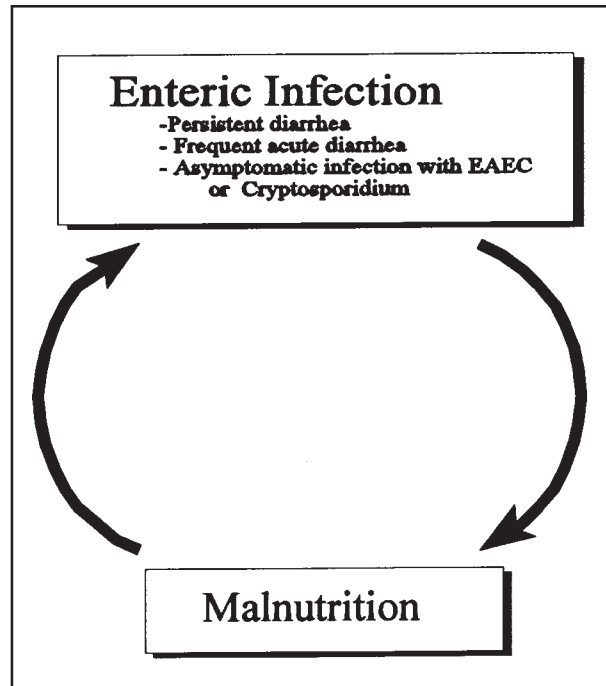 Enteric Infection
-Persistent diarrhea
- Frequent acute diarrhea
- Asymptomatic infection with EAEC
or Cryptosporidium
Malnutrition